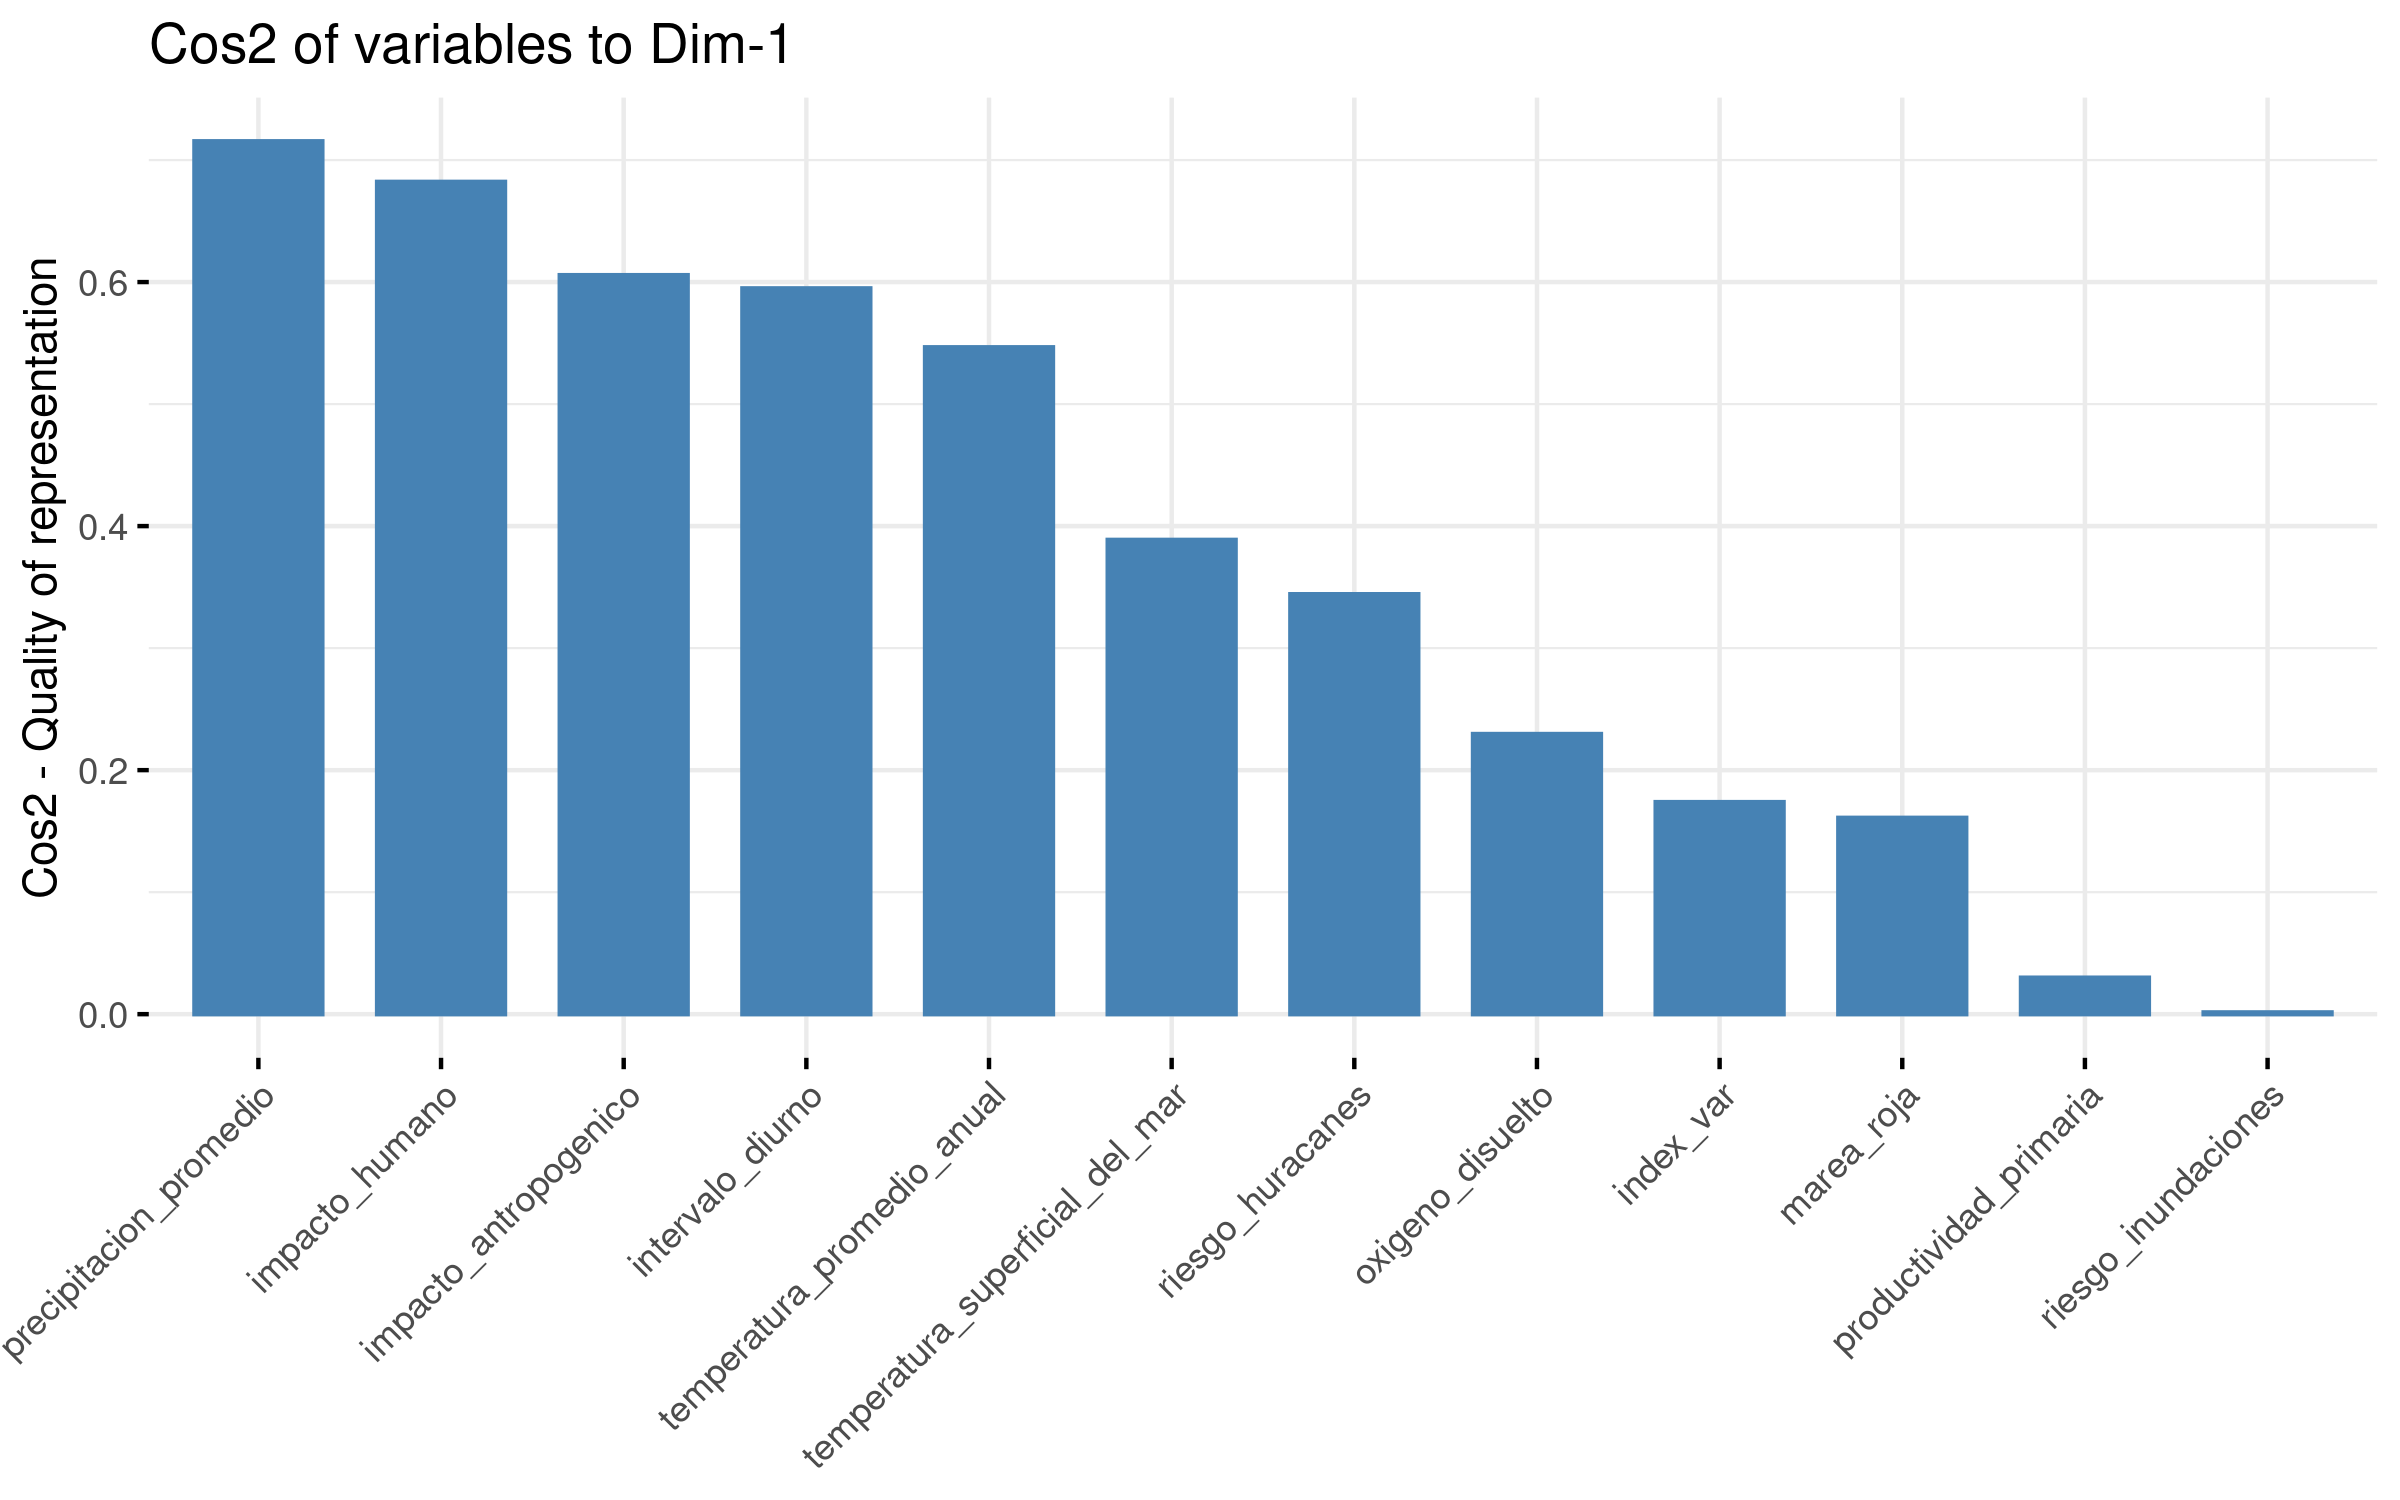 Cos2 of variables to Dim-1
Cos2 - Quality of representation
0.6
0.4
0.2
0.0
precipitacion_promedio
impacto_humano
impacto_antropogenico
intervalo_diurno
temperatura_promedio_anual
temperatura_superficial_del_mar
riesgo_huracanes
oxigeno_disuelto
index_var
marea_roja
productividad_primaria
riesgo_inundaciones